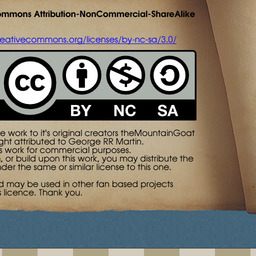 ommons Attribution-NonCommercial-ShareAlike
eativecommons.org/licenses/by-nc-sa/3.0/
cc
BY NC SA
e work to it's original creators theMountainGoat
ght attributed to George RR Martin.
s work for commercial purposes.
, or build upon this work, you may distribute the
nder the same or similar license to this one.
d may be used in other fan based projects
s licence. Thank you.